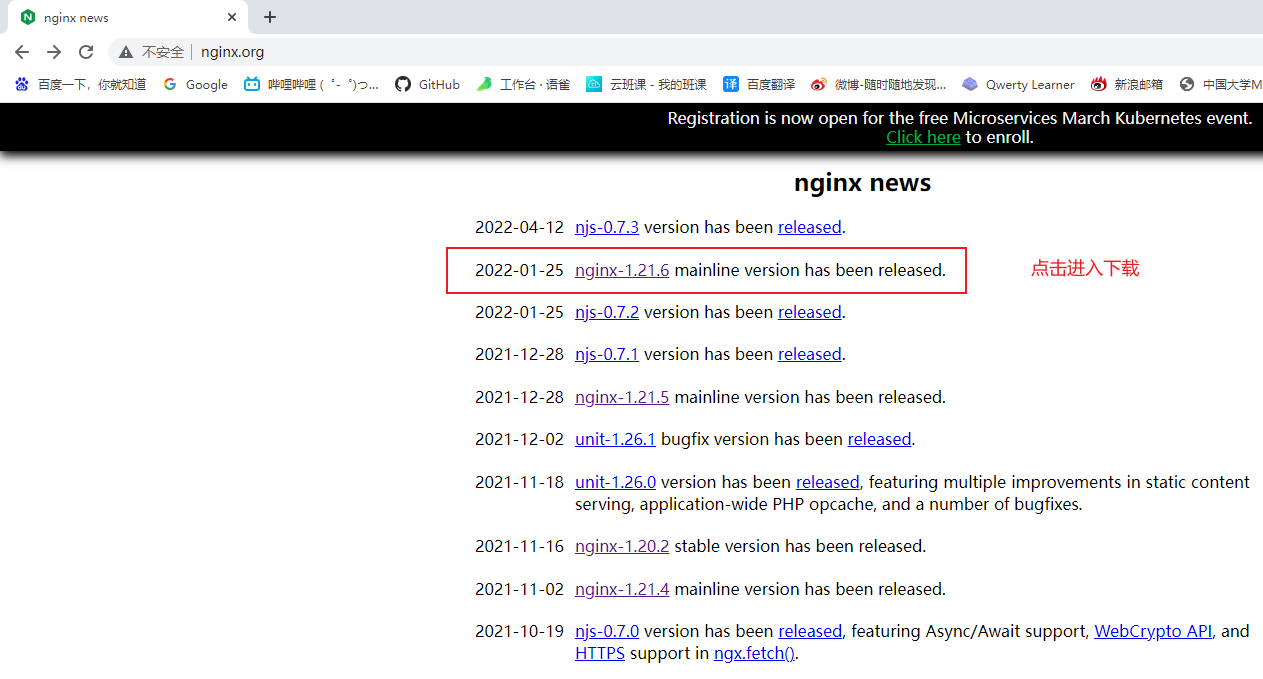 nginx news
不安全 nginx.org
百度一下，你就知道 Google 哔哩哔哩 ( ゜- ゜)つ... GitHub 工作台 · 语雀 云班课 - 我的班课 百度翻译 微博-随时随地发现... Qwerty Learner 新浪邮箱 中国大学M
Registration is now open for the free Microservices March Kubernetes event.
Click here to enroll.
nginx news
2022-04-12 njs-0.7.3 version has been released.
2022-01-25 nginx-1.21.6 mainline version has been released. 点击进入下载
2022-01-25 njs-0.7.2 version has been released.
2021-12-28 njs-0.7.1 version has been released.
2021-12-28 nginx-1.21.5 mainline version has been released.
2021-12-02 unit-1.26.1 bugfix version has been released.
2021-11-18 unit-1.26.0 version has been released, featuring multiple improvements in static content
serving, application-wide PHP opcache, and a number of bugfixes.
2021-11-16 nginx-1.20.2 stable version has been released.
2021-11-02 nginx-1.21.4 mainline version has been released.
2021-10-19 njs-0.7.0 version has been released, featuring Async/Await support, WebCrypto API, and
HTTPS support in ngx.fetch().